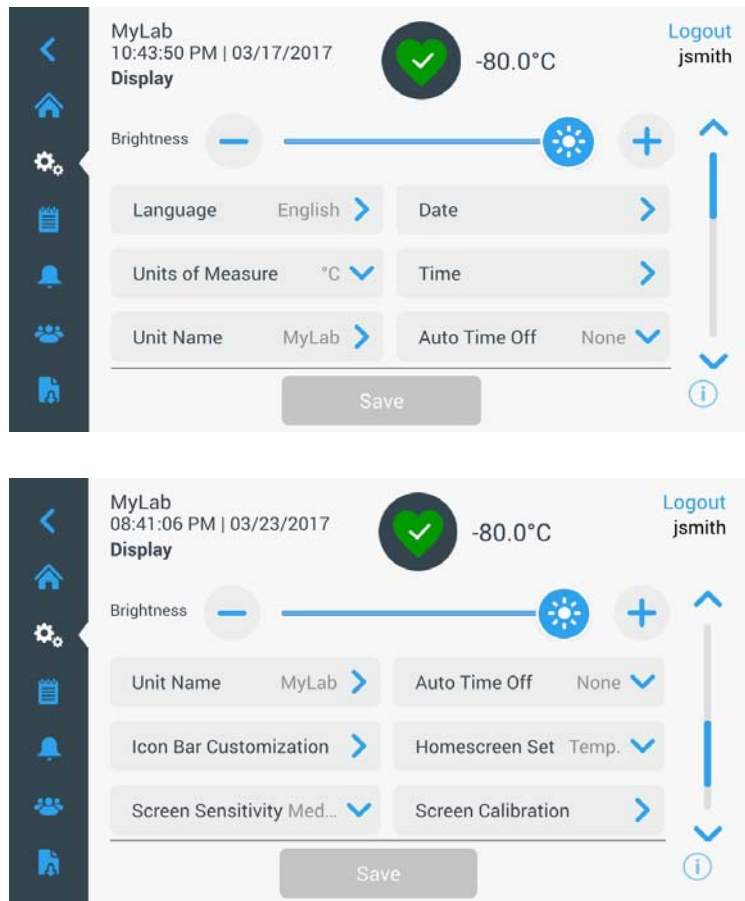 MyLab
10:43:50 PM | 03/17/2017
Display
-80.0°C
Logout
jsmith
Brightness
Language English
Date
Units of Measure °C
Time
Unit Name MyLab
Auto Time Off None
Save
MyLab
08:41:06 PM | 03/23/2017
Display
-80.0°C
Logout
jsmith
Brightness
Unit Name MyLab
Auto Time Off None
Icon Bar Customization
Homescreen Set Temp.
Screen Sensitivity Med...
Screen Calibration
Save